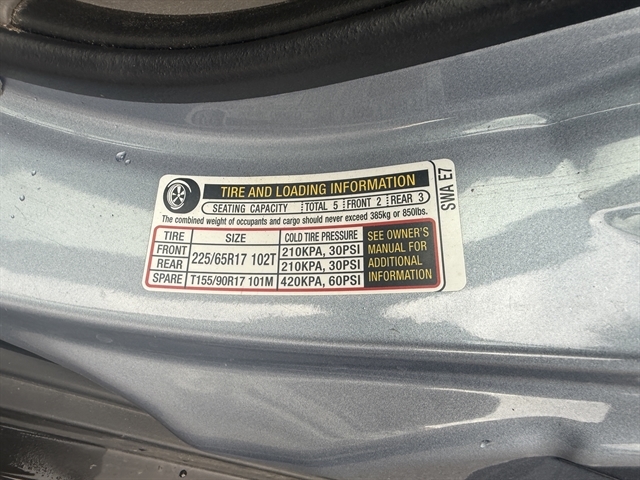 TIRE AND LOADING INFORMATION
SEATING CAPACITY TOTAL 5 FRONT 2 REAR 3
The combined weight of occupants and cargo should never exceed 385kg or 850lbs.
TIRE SIZE COLD TIRE PRESSURE
FRONT 225/65R17 102T 210KPA, 30PSI
REAR 210KPA, 30PSI
SPARE T155/90R17 101M 420KPA, 60PSI
SEE OWNER'S
MANUAL FOR
ADDITIONAL
INFORMATION
SWA E7